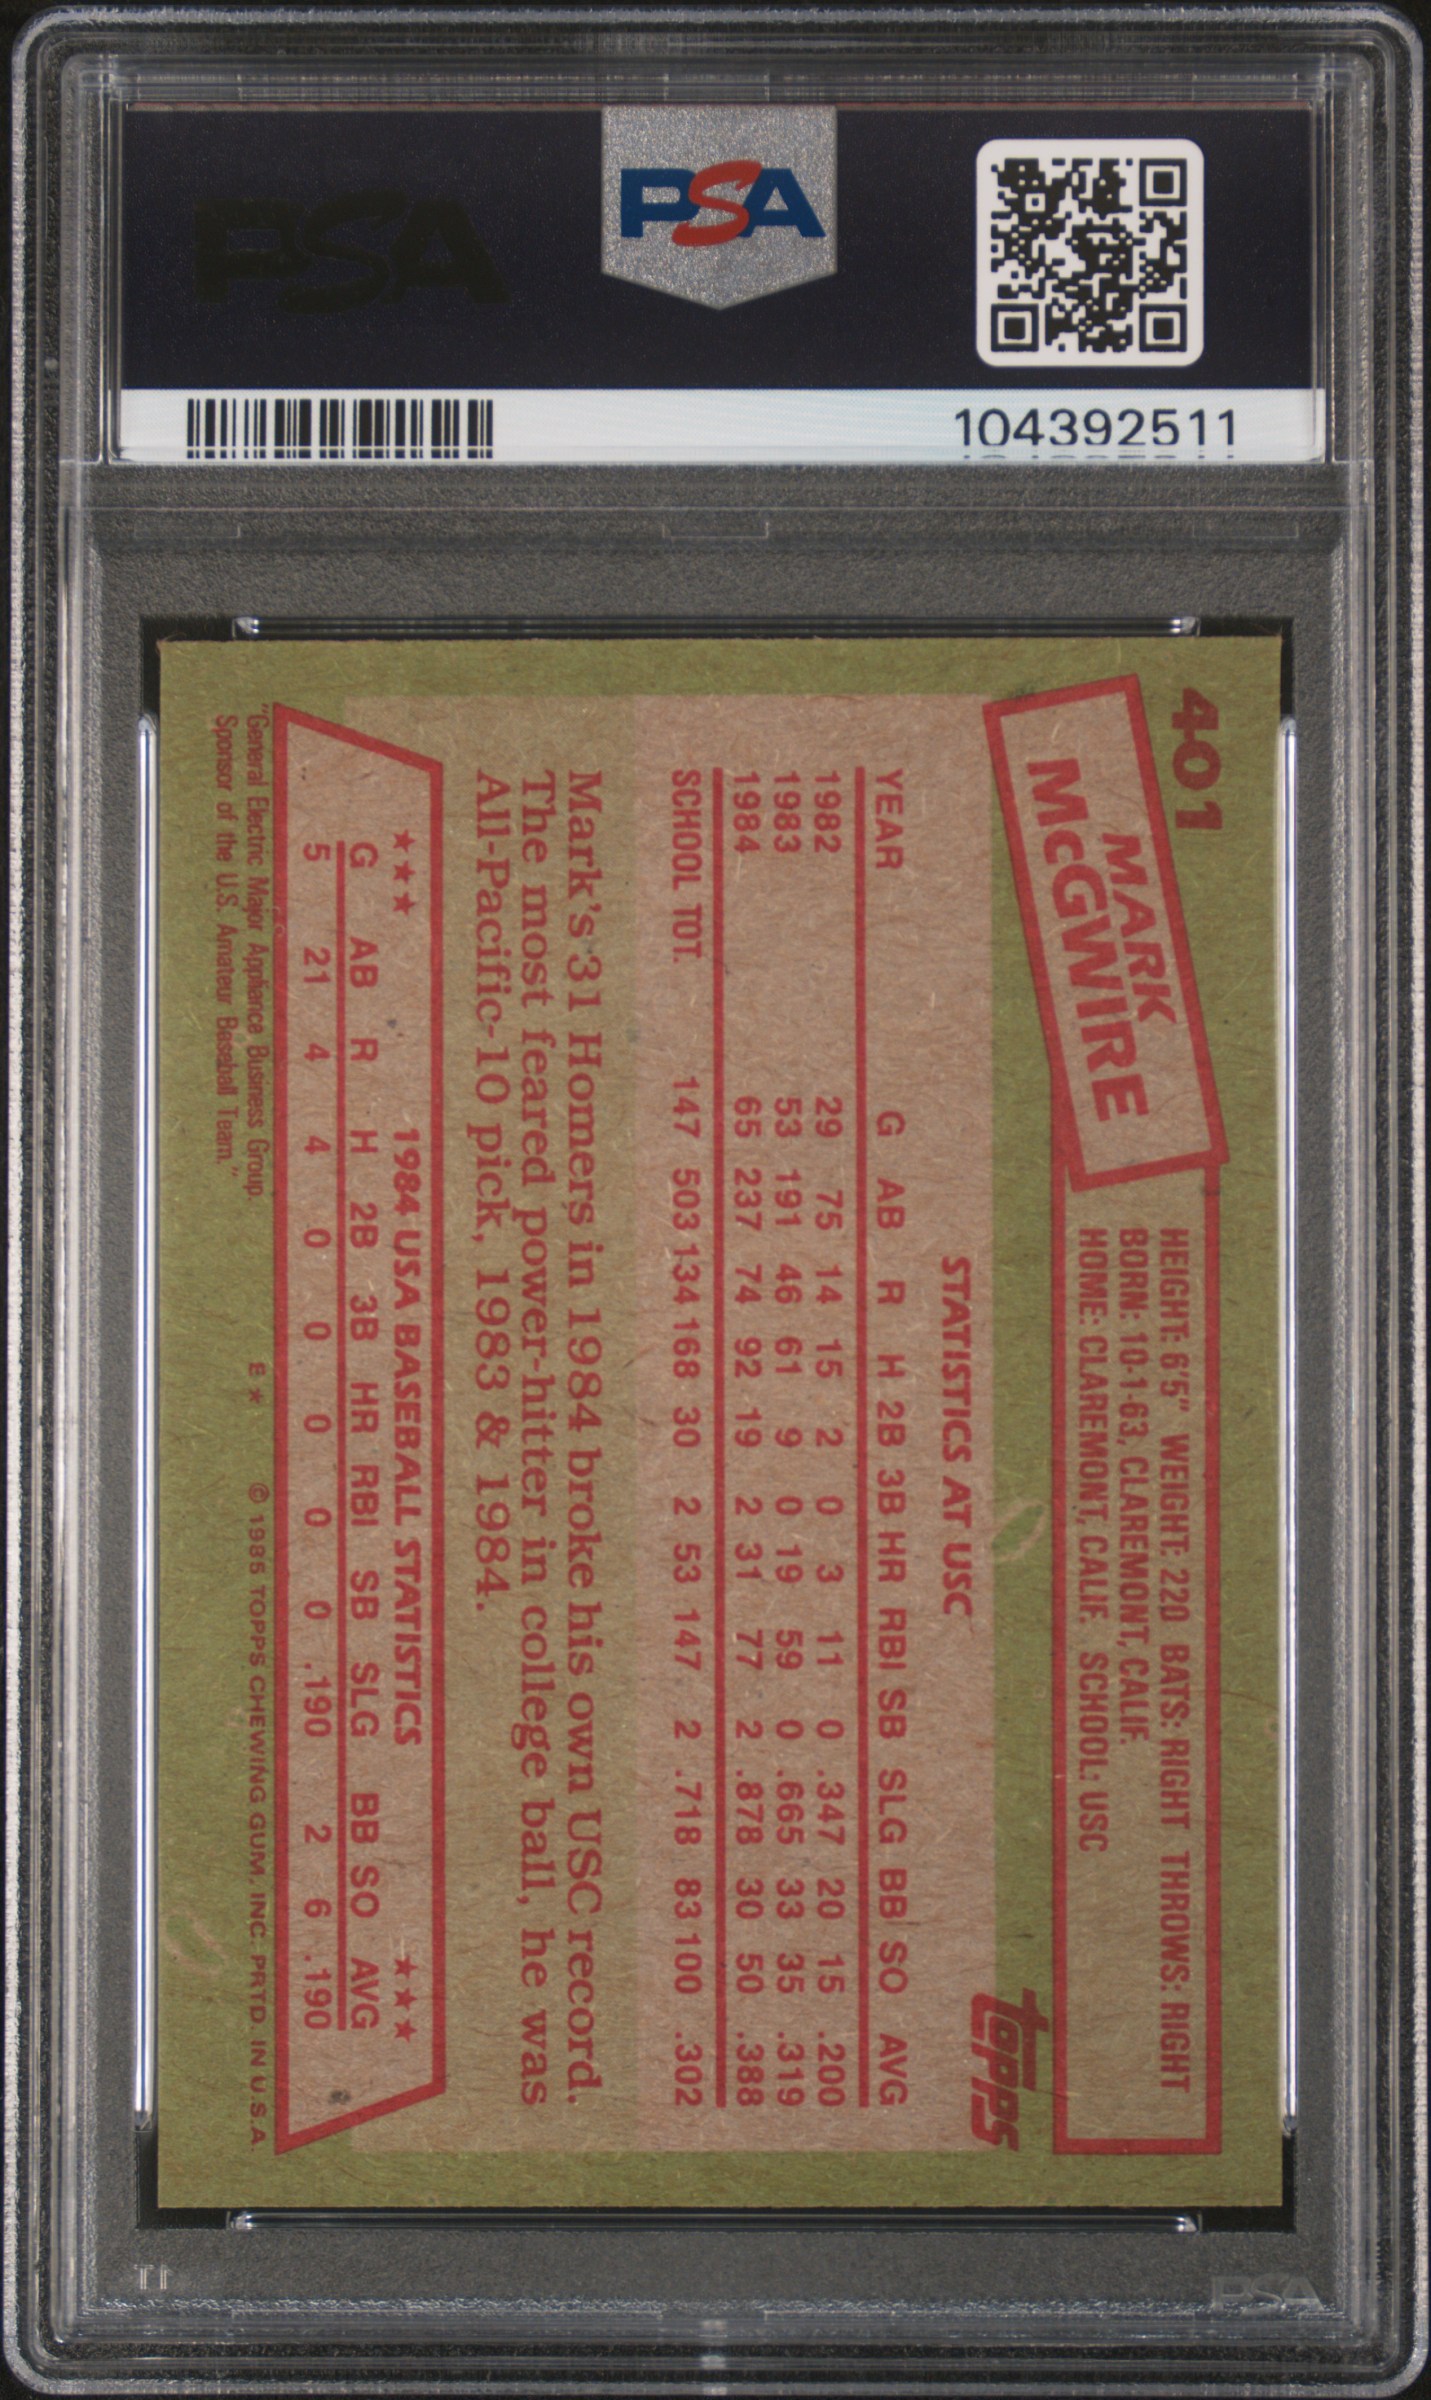 PSA
PSA
104392511
401
MARK
McGWIRE
HEIGHT: 6'5" WEIGHT: 220 BATS: RIGHT THROWS: RIGHT
BORN: 10-1-63, CLAREMONT, CALIF.
HOME: CLAREMONT, CALIF. SCHOOL: USC
topps
STATISTICS AT USC
YEAR G AB R H 2B 3B HR RBI SB SLG BB SO AVG
1982 29 75 14 15 2 0 3 11 0 .347 20 15 .200
1983 53 191 46 61 9 0 19 59 0 .665 33 35 .319
1984 65 237 74 92 19 2 31 77 2 .878 30 50 .388
SCHOOL TOT. 147 503 134 168 30 2 53 147 2 .718 83 100 .302
Mark's 31 Homers in 1984 broke his own USC record.
The most feared power-hitter in college ball, he was
All-Pacific-10 pick, 1983 & 1984.
★★★ 1984 USA BASEBALL STATISTICS ★★★
G AB R H 2B 3B HR RBI SB SLG BB SO AVG
5 21 4 4 0 0 0 0 0 .190 2 6 .190
"General Electric Major Appliance Business Group.
Sponsor of the U.S. Amateur Baseball Team."
B ★ © 1985 TOPPS CHEWING GUM, INC. PRTD. IN U.S.A.
PSA